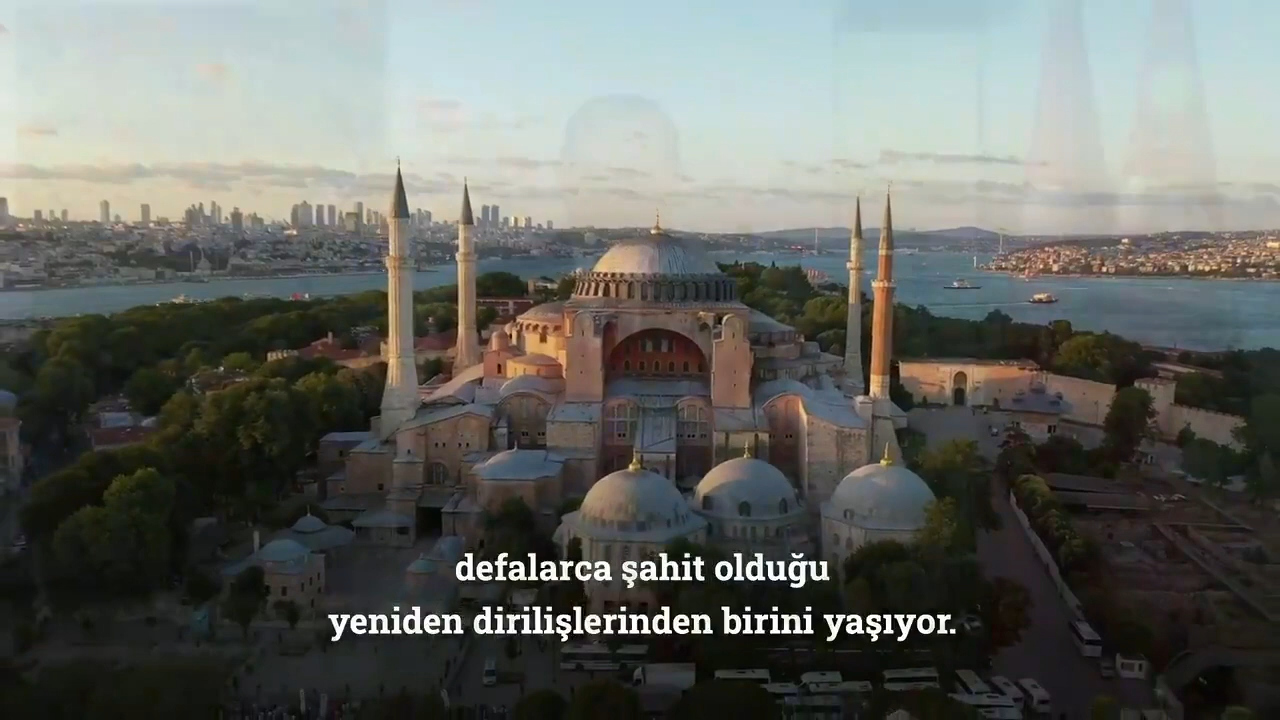 defalarca şahit olduğu
yeniden dirilişlerinden birini yaşıyor.